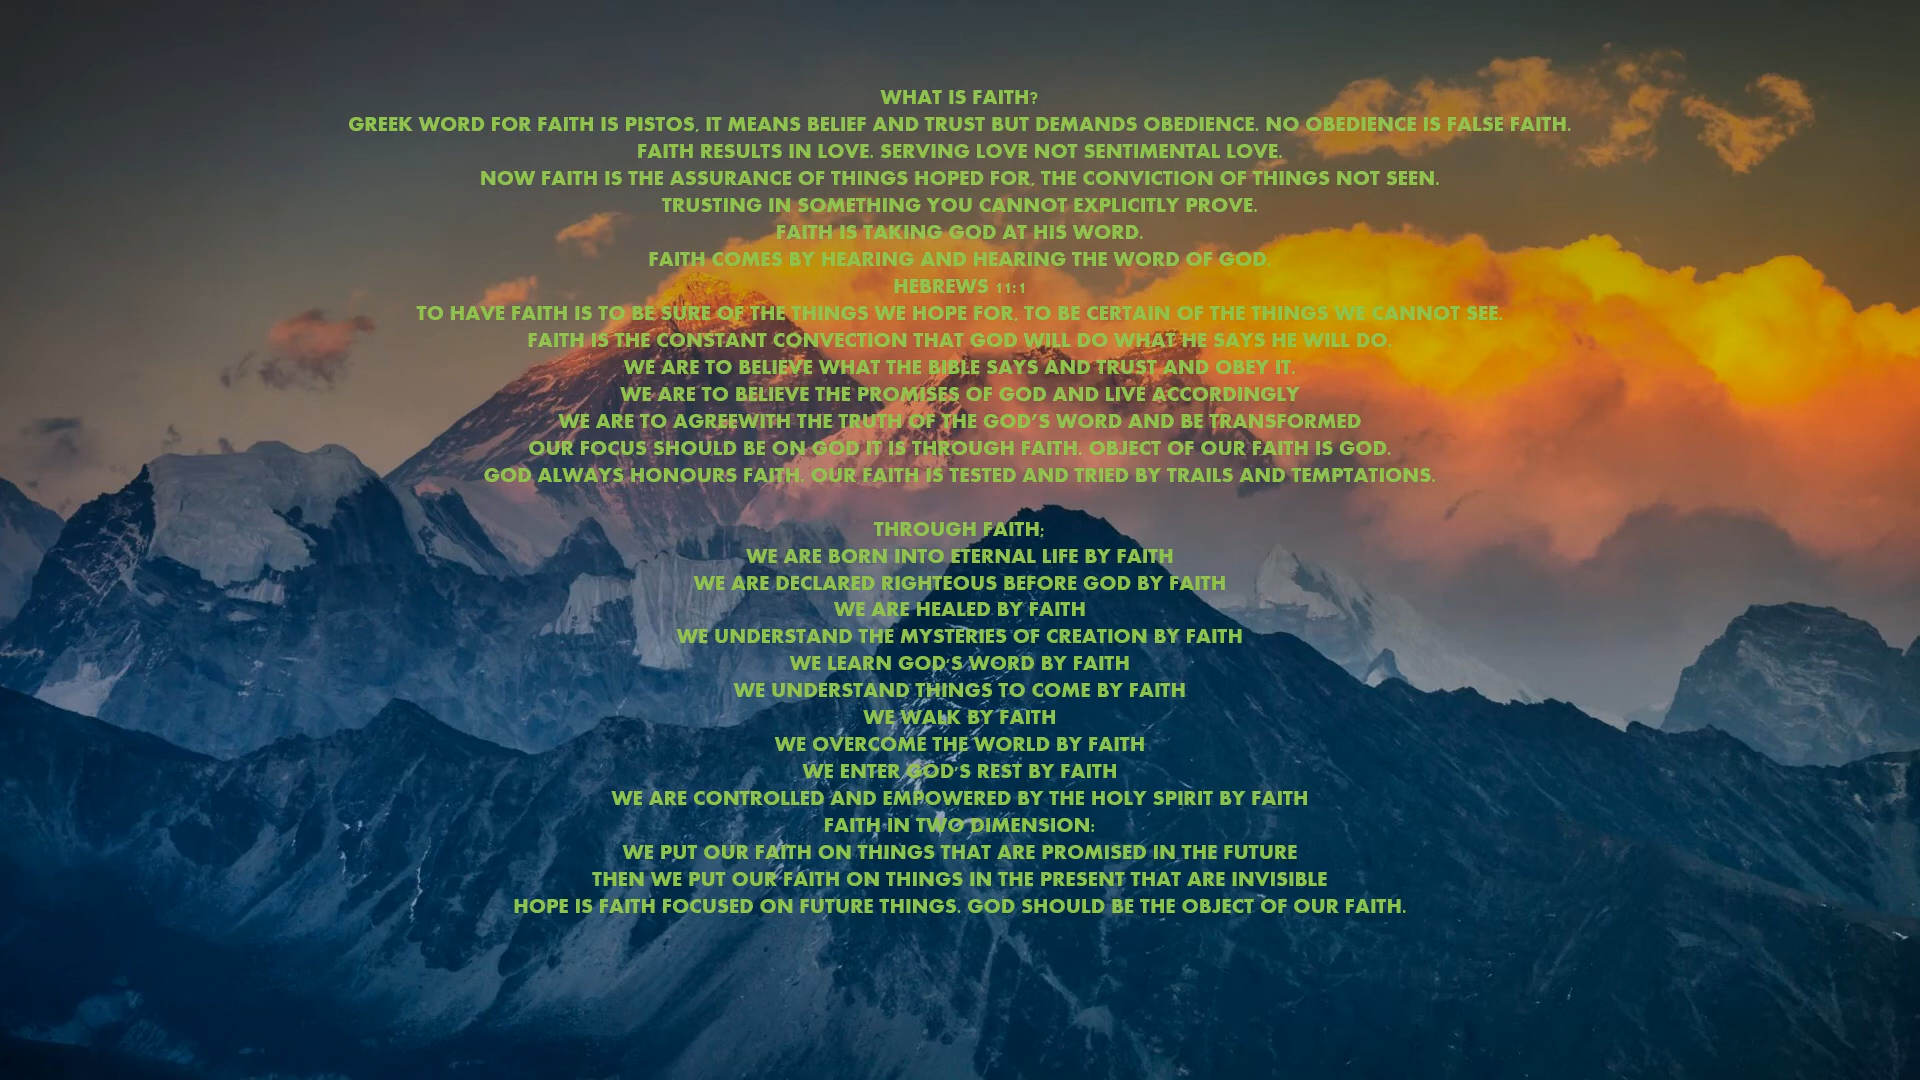 WHAT IS FAITH?
GREEK WORD FOR FAITH IS PISTOS, IT MEANS BELIEF AND TRUST BUT DEMANDS OBEDIENCE. NO OBEDIENCE IS FALSE FAITH.
FAITH RESULTS IN LOVE. SERVING LOVE NOT SENTIMENTAL LOVE.
NOW FAITH IS THE ASSURANCE OF THINGS HOPED FOR, THE CONVICTION OF THINGS NOT SEEN.
TRUSTING IN SOMETHING YOU CANNOT EXPLICITLY PROVE.
FAITH IS TAKING GOD AT HIS WORD.
FAITH COMES BY HEARING AND HEARING THE WORD OF GOD.
HEBREWS 11:1
TO HAVE FAITH IS TO BE SURE OF THE THINGS WE HOPE FOR, TO BE CERTAIN OF THE THINGS WE CANNOT SEE.
FAITH IS THE CONSTANT CONVECTION THAT GOD WILL DO WHAT HE SAYS HE WILL DO.
WE ARE TO BELIEVE WHAT THE BIBLE SAYS AND TRUST AND OBEY IT.
WE ARE TO BELIEVE THE PROMISES OF GOD AND LIVE ACCORDINGLY
WE ARE TO AGREEWITH THE TRUTH OF THE GOD'S WORD AND BE TRANSFORMED
OUR FOCUS SHOULD BE ON GOD IT IS THROUGH FAITH. OBJECT OF OUR FAITH IS GOD.
GOD ALWAYS HONOURS FAITH. OUR FAITH IS TESTED AND TRIED BY TRAILS AND TEMPTATIONS.
THROUGH FAITH;
WE ARE BORN INTO ETERNAL LIFE BY FAITH
WE ARE DECLARED RIGHTEOUS BEFORE GOD BY FAITH
WE ARE HEALED BY FAITH
WE UNDERSTAND THE MYSTERIES OF CREATION BY FAITH
WE LEARN GOD'S WORD BY FAITH
WE UNDERSTAND THINGS TO COME BY FAITH
WE WALK BY FAITH
WE OVERCOME THE WORLD BY FAITH
WE ENTER GOD'S REST BY FAITH
WE ARE CONTROLLED AND EMPOWERED BY THE HOLY SPIRIT BY FAITH
FAITH IN TWO DIMENSION:
WE PUT OUR FAITH ON THINGS THAT ARE PROMISED IN THE FUTURE
THEN WE PUT OUR FAITH ON THINGS IN THE PRESENT THAT ARE INVISIBLE
HOPE IS FAITH FOCUSED ON FUTURE THINGS. GOD SHOULD BE THE OBJECT OF OUR FAITH.